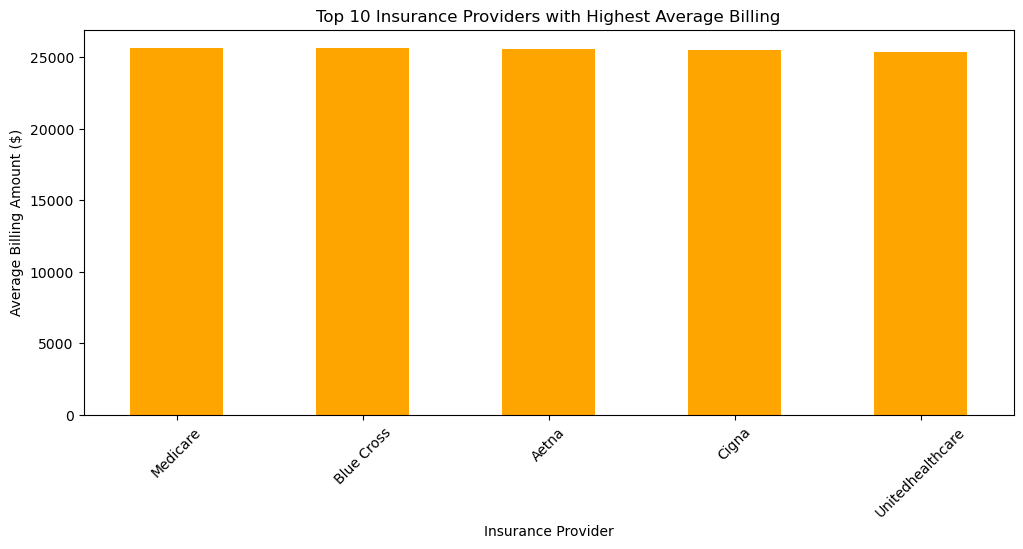 Top 10 Insurance Providers with Highest Average Billing
Average Billing Amount ($)
25000
20000
15000
10000
5000
0
Medicare
Blue Cross
Aetna
Cigna
Unitedhealthcare
Insurance Provider